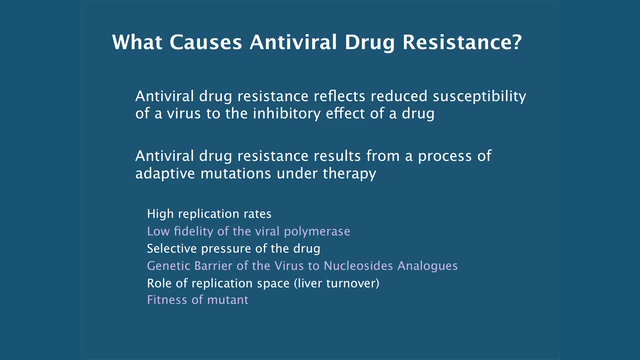 What Causes Antiviral Drug Resistance?
Antiviral drug resistance reflects reduced susceptibility
of a virus to the inhibitory effect of a drug
Antiviral drug resistance results from a process of
adaptive mutations under therapy
High replication rates
Low fidelity of the viral polymerase
Selective pressure of the drug
Genetic Barrier of the Virus to Nucleosides Analogues
Role of replication space (liver turnover)
Fitness of mutant